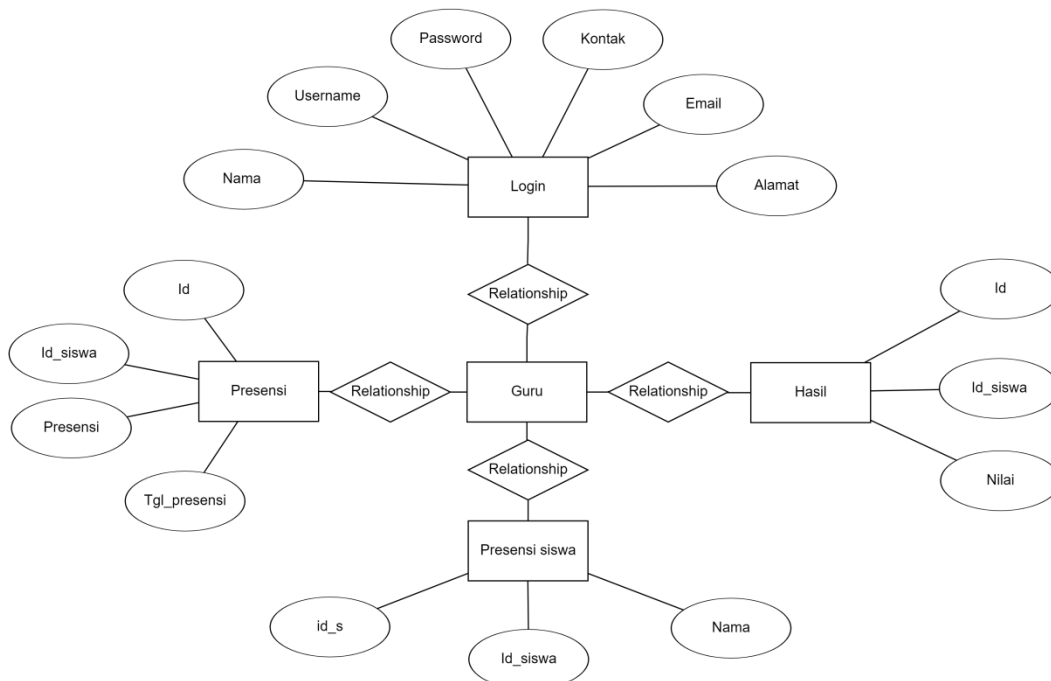 Password
Kontak
Username
Email
Nama
Login
Alamat
Id
Relationship
Id
Id_siswa
Presensi
Relationship
Guru
Relationship
Hasil
Id_siswa
Presensi
Relationship
Nilai
Tgl_presensi
Presensi siswa
id_s
Id_siswa
Nama